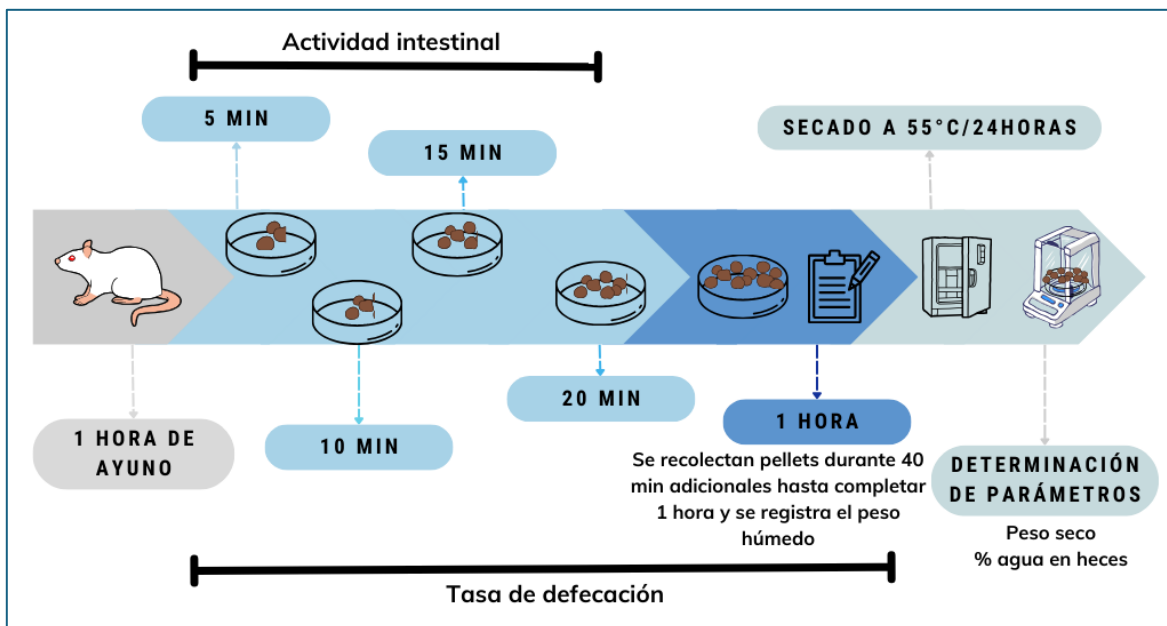 Actividad intestinal
5 MIN
15 MIN
SECADO A 55°C/24HORAS
1 HORA DE
AYUNO
10 MIN
20 MIN
1 HORA
Se recolectan pellets durante 40
min adicionales hasta completar
1 hora y se registra el peso
húmedo
DETERMINACIÓN
DE PARÁMETROS
Peso seco
% agua en heces
Tasa de defecación